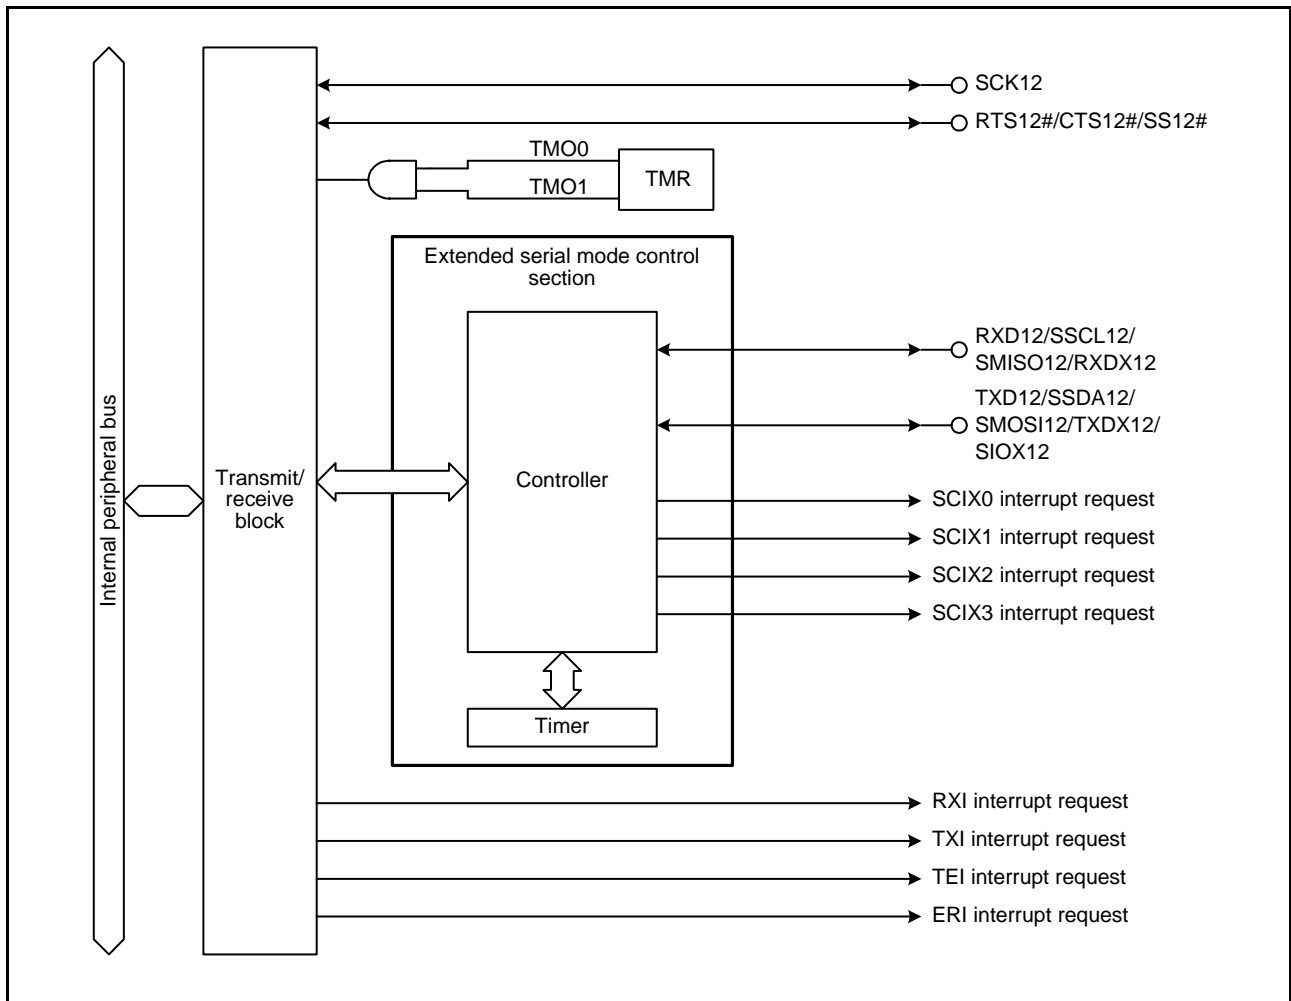 SCK12
RTS12#/CTS12#/SS12#
TMO0
TMO1
TMR
Extended serial mode control
section
RXD12/SSCL12/
SMISO12/RXDX12
TXD12/SSDA12/
SMOSI12/TXDX12/
SIOX12
Internal peripheral bus
Transmit/
receive
block
Controller
SCIX0 interrupt request
SCIX1 interrupt request
SCIX2 interrupt request
SCIX3 interrupt request
Timer
RXI interrupt request
TXI interrupt request
TEI interrupt request
ERI interrupt request